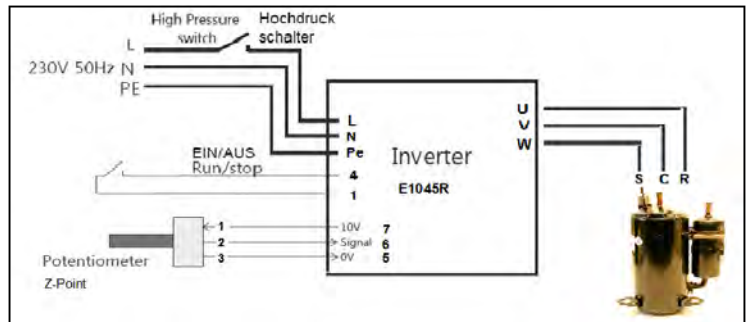 High Pressure switch
Hochdruck schalter
L
230V 50Hz N
PE
L
N
Pe
EIN/AUS
Run/stop
4
1
Inverter
E1045R
U
V
W
S C R
1 10V 7
2 Signal 6
3 0V 5
Potentiometer
Z-Point